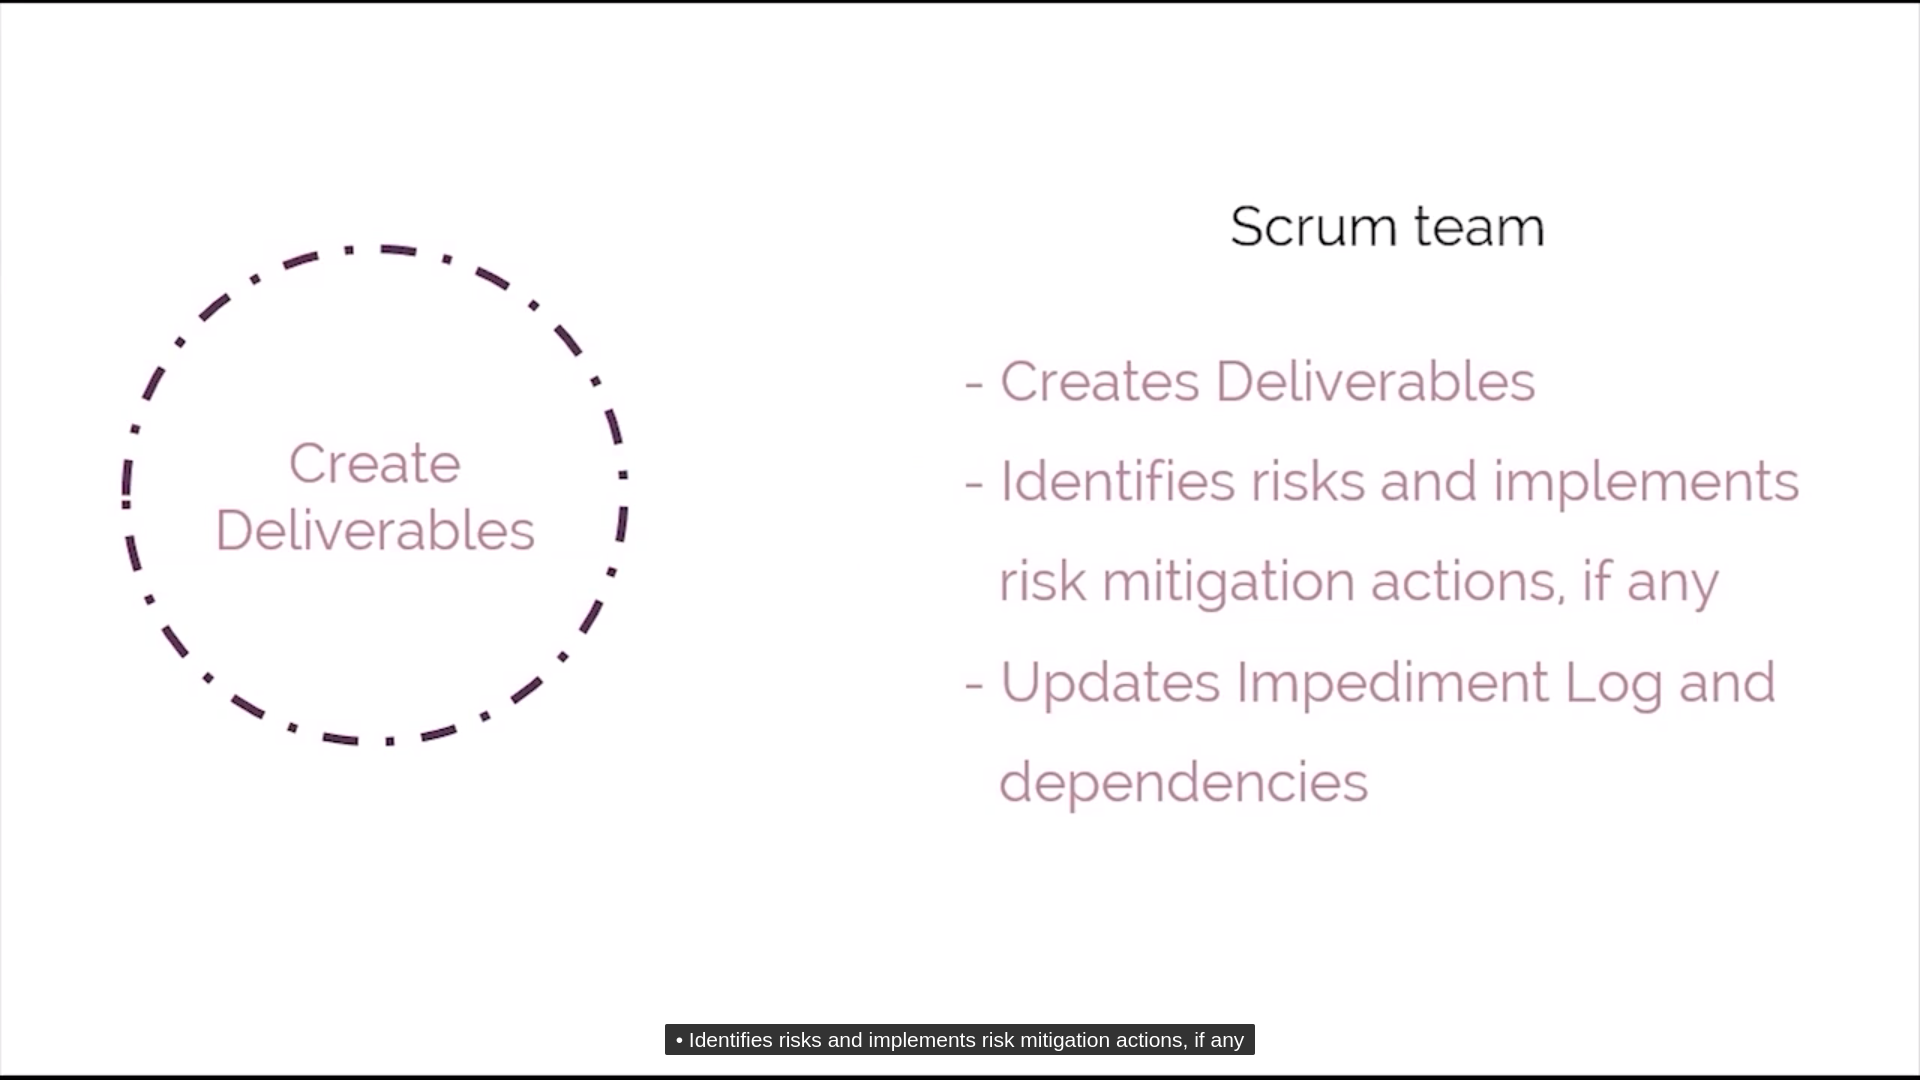 Create
Deliverables
Scrum team
- Creates Deliverables
- Identifies risks and implements
risk mitigation actions, if any
- Updates Impediment Log and
dependencies
• Identifies risks and implements risk mitigation actions, if any